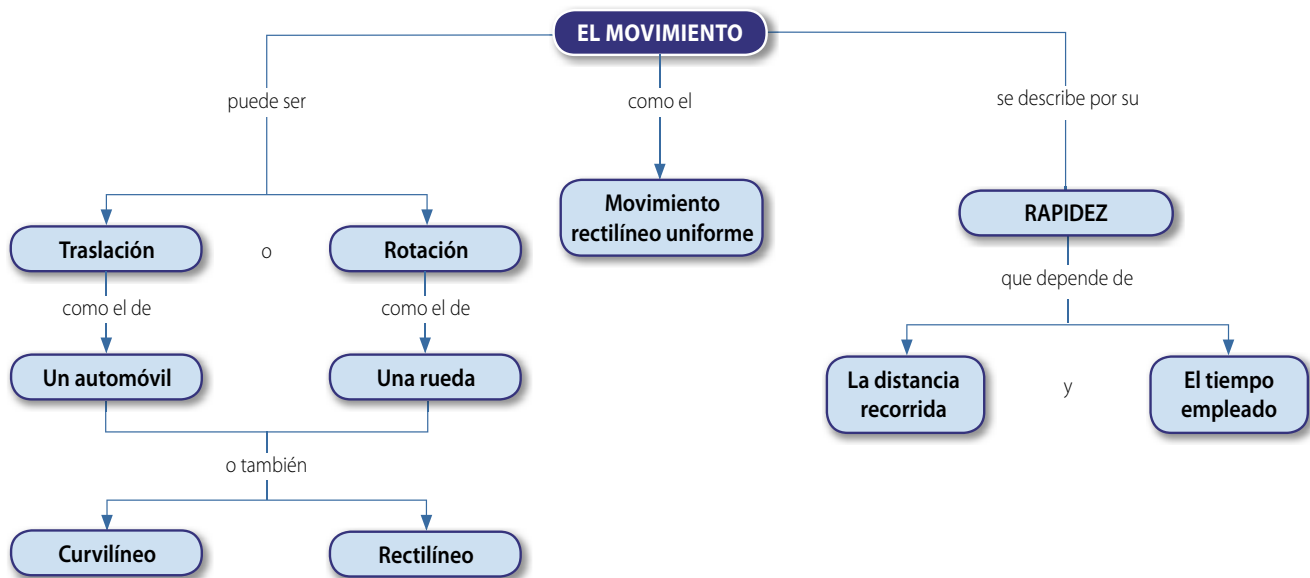 EL MOVIMIENTO
puede ser
como el
se describe por su
Traslación
o
Rotación
Movimiento
rectilíneo uniforme
RAPIDEZ
como el de
como el de
que depende de
Un automóvil
Una rueda
La distancia
recorrida
y
El tiempo
empleado
o también
Curvilíneo
Rectilíneo